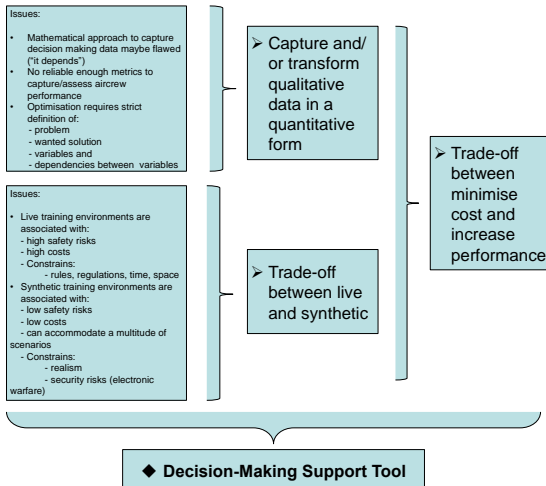 Issues:
• Mathematical approach to capture
decision making data maybe flawed
("it depends")
• No reliable enough metrics to
capture/assess aircrew
performance
• Optimisation requires strict
definition of:
- problem
- wanted solution
- variables and
- dependencies between variables
➢ Capture and/
or transform
qualitative
data in a
quantitative
form
Issues:
• Live training environments are
associated with:
- high safety risks
- high costs
- Constrains:
- rules, regulations, time, space
• Synthetic training environments are
associated with:
- low safety risks
- low costs
- can accommodate a multitude of
scenarios
- Constrains:
- realism
- security risks (electronic
warfare)
➢ Trade-off
between live
and synthetic
➢ Trade-off
between
minimise
cost and
increase
performance
◆ Decision-Making Support Tool